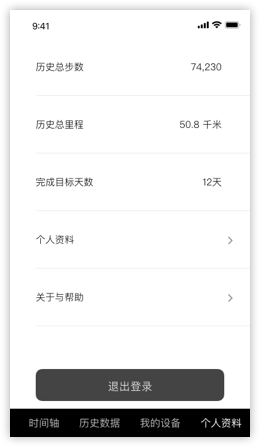 9:41
历史总步数 74,230
历史总里程 50.8 千米
完成目标天数 12天
个人资料
关于与帮助
退出登录
时间轴 历史数据 我的设备 个人资料